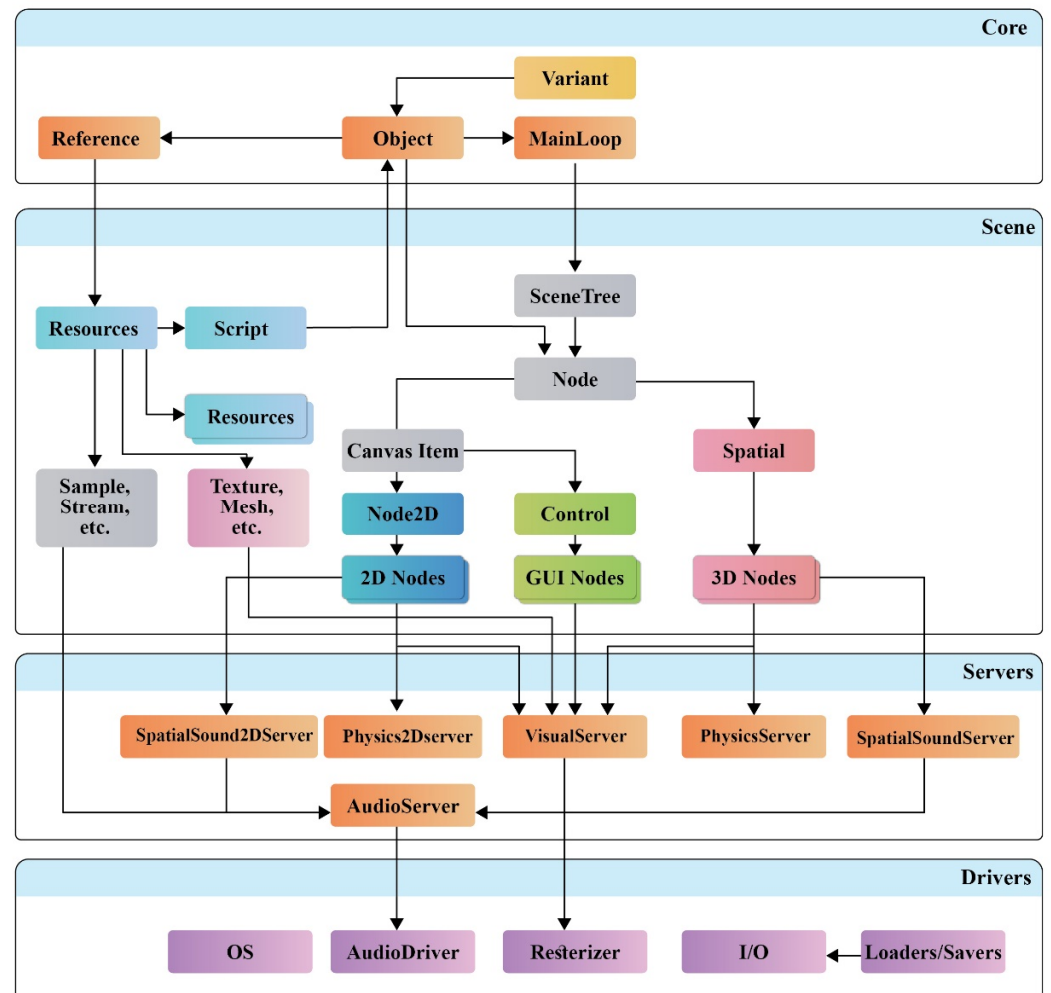 Core
Variant
Reference
Object
MainLoop
Scene
SceneTree
Resources
Script
Node
Resources
Canvas Item
Spatial
Sample,
Stream,
etc.
Texture,
Mesh,
etc.
Node2D
Control
2D Nodes
GUI Nodes
3D Nodes
Servers
SpatialSound2DServer
Physics2Dserver
VisualServer
PhysicsServer
SpatialSoundServer
AudioServer
Drivers
OS
AudioDriver
Resterizer
I/O
Loaders/Savers